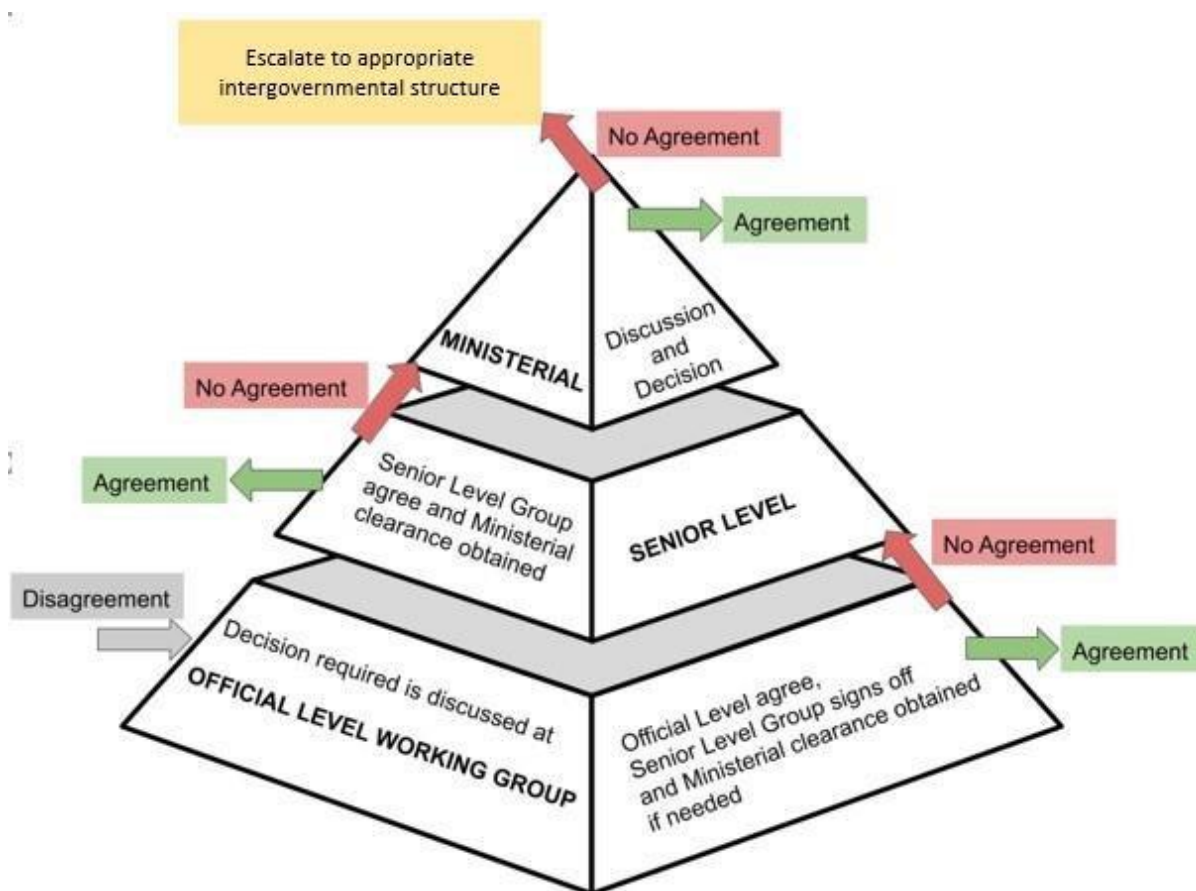 Escalate to appropriate
intergovernmental structure
No Agreement
Agreement
MINISTERIAL
Discussion
and
Decision
No Agreement
Agreement
Senior Level Group
agree and Ministerial
clearance obtained
SENIOR LEVEL
No Agreement
Agreement
Disagreement
Decision required is discussed at
OFFICIAL LEVEL WORKING GROUP
Official Level agree,
Senior Level Group signs off
and Ministerial clearance obtained
if needed